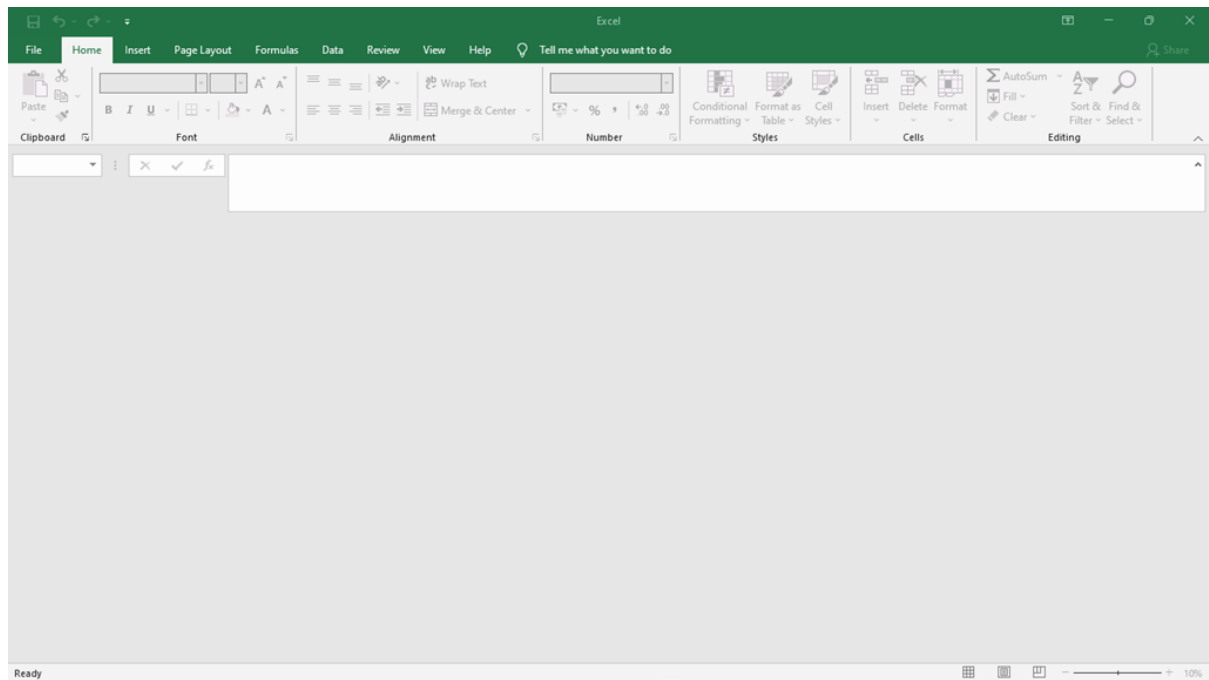 Excel
File Home Insert Page Layout Formulas Data Review View Help Tell me what you want to do Share
Paste
Clipboard
B I U A
A A
Font
Wrap Text
Merge & Center
Alignment
%
Number
Conditional Formatting
Format as Table
Cell Styles
Styles
Insert Delete Format
Cells
AutoSum
Fill
Clear
Sort & Filter
Find & Select
Editing
fx
Ready
10%